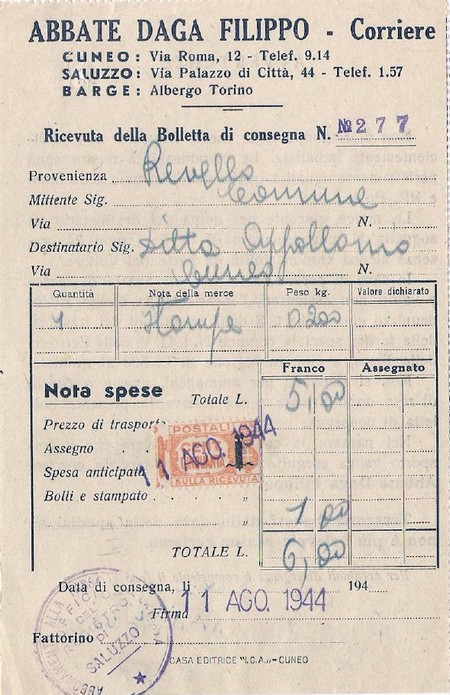 ABBATE DAGA FILIPPO - Corriere
CUNEO: Via Roma, 12 - Telef. 9.14
SALUZZO: Via Palazzo di Città, 44 - Telef. 1.57
BARGE: Albergo Torino
Ricevuta della Bolletta di consegna N. №277
Provenienza Revello
Mittente Sig. Comune
Via N.
Destinatario Sig. Ditta Appollonio
Via Cuneo N.
Quantità Nota della merce Peso kg. Valore dichiarato
1 Stampe 0.200
Franco Assegnato
Nota spese Totale L. 5,00
Prezzo di trasporto „
Assegno „
Spesa anticipata „
Bolli e stampato „ 1,00
POSTALI
SULLA RICEVUTA
11 AGO. 1944
TOTALE L. 6,00
Data di consegna, li 194
11 AGO 1944
Firma
Fattorino
SALUZZO
CASA EDITRICE "I.C.A." - CUNEO